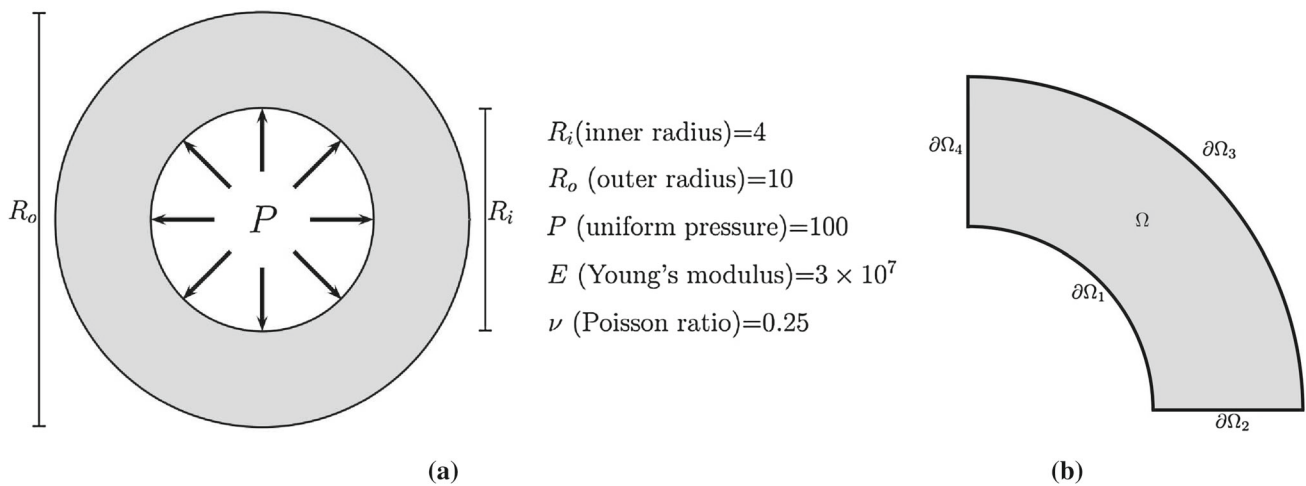 R_o
P
R_i
R_i(inner radius)=4
R_o (outer radius)=10
P (uniform pressure)=100
E (Young's modulus)=3 × 10^7
ν (Poisson ratio)=0.25
(a)
∂Ω_4
∂Ω_3
Ω
∂Ω_1
∂Ω_2
(b)